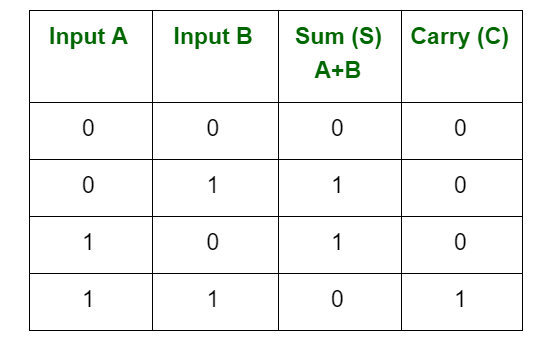 Input A Input B Sum (S) Carry (C)
A+B
0 0 0 0
0 1 1 0
1 0 1 0
1 1 0 1